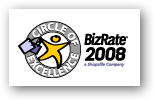 CIRCLE OF
EXCELLENCE
BizRate®
2008
a Shopzilla Company